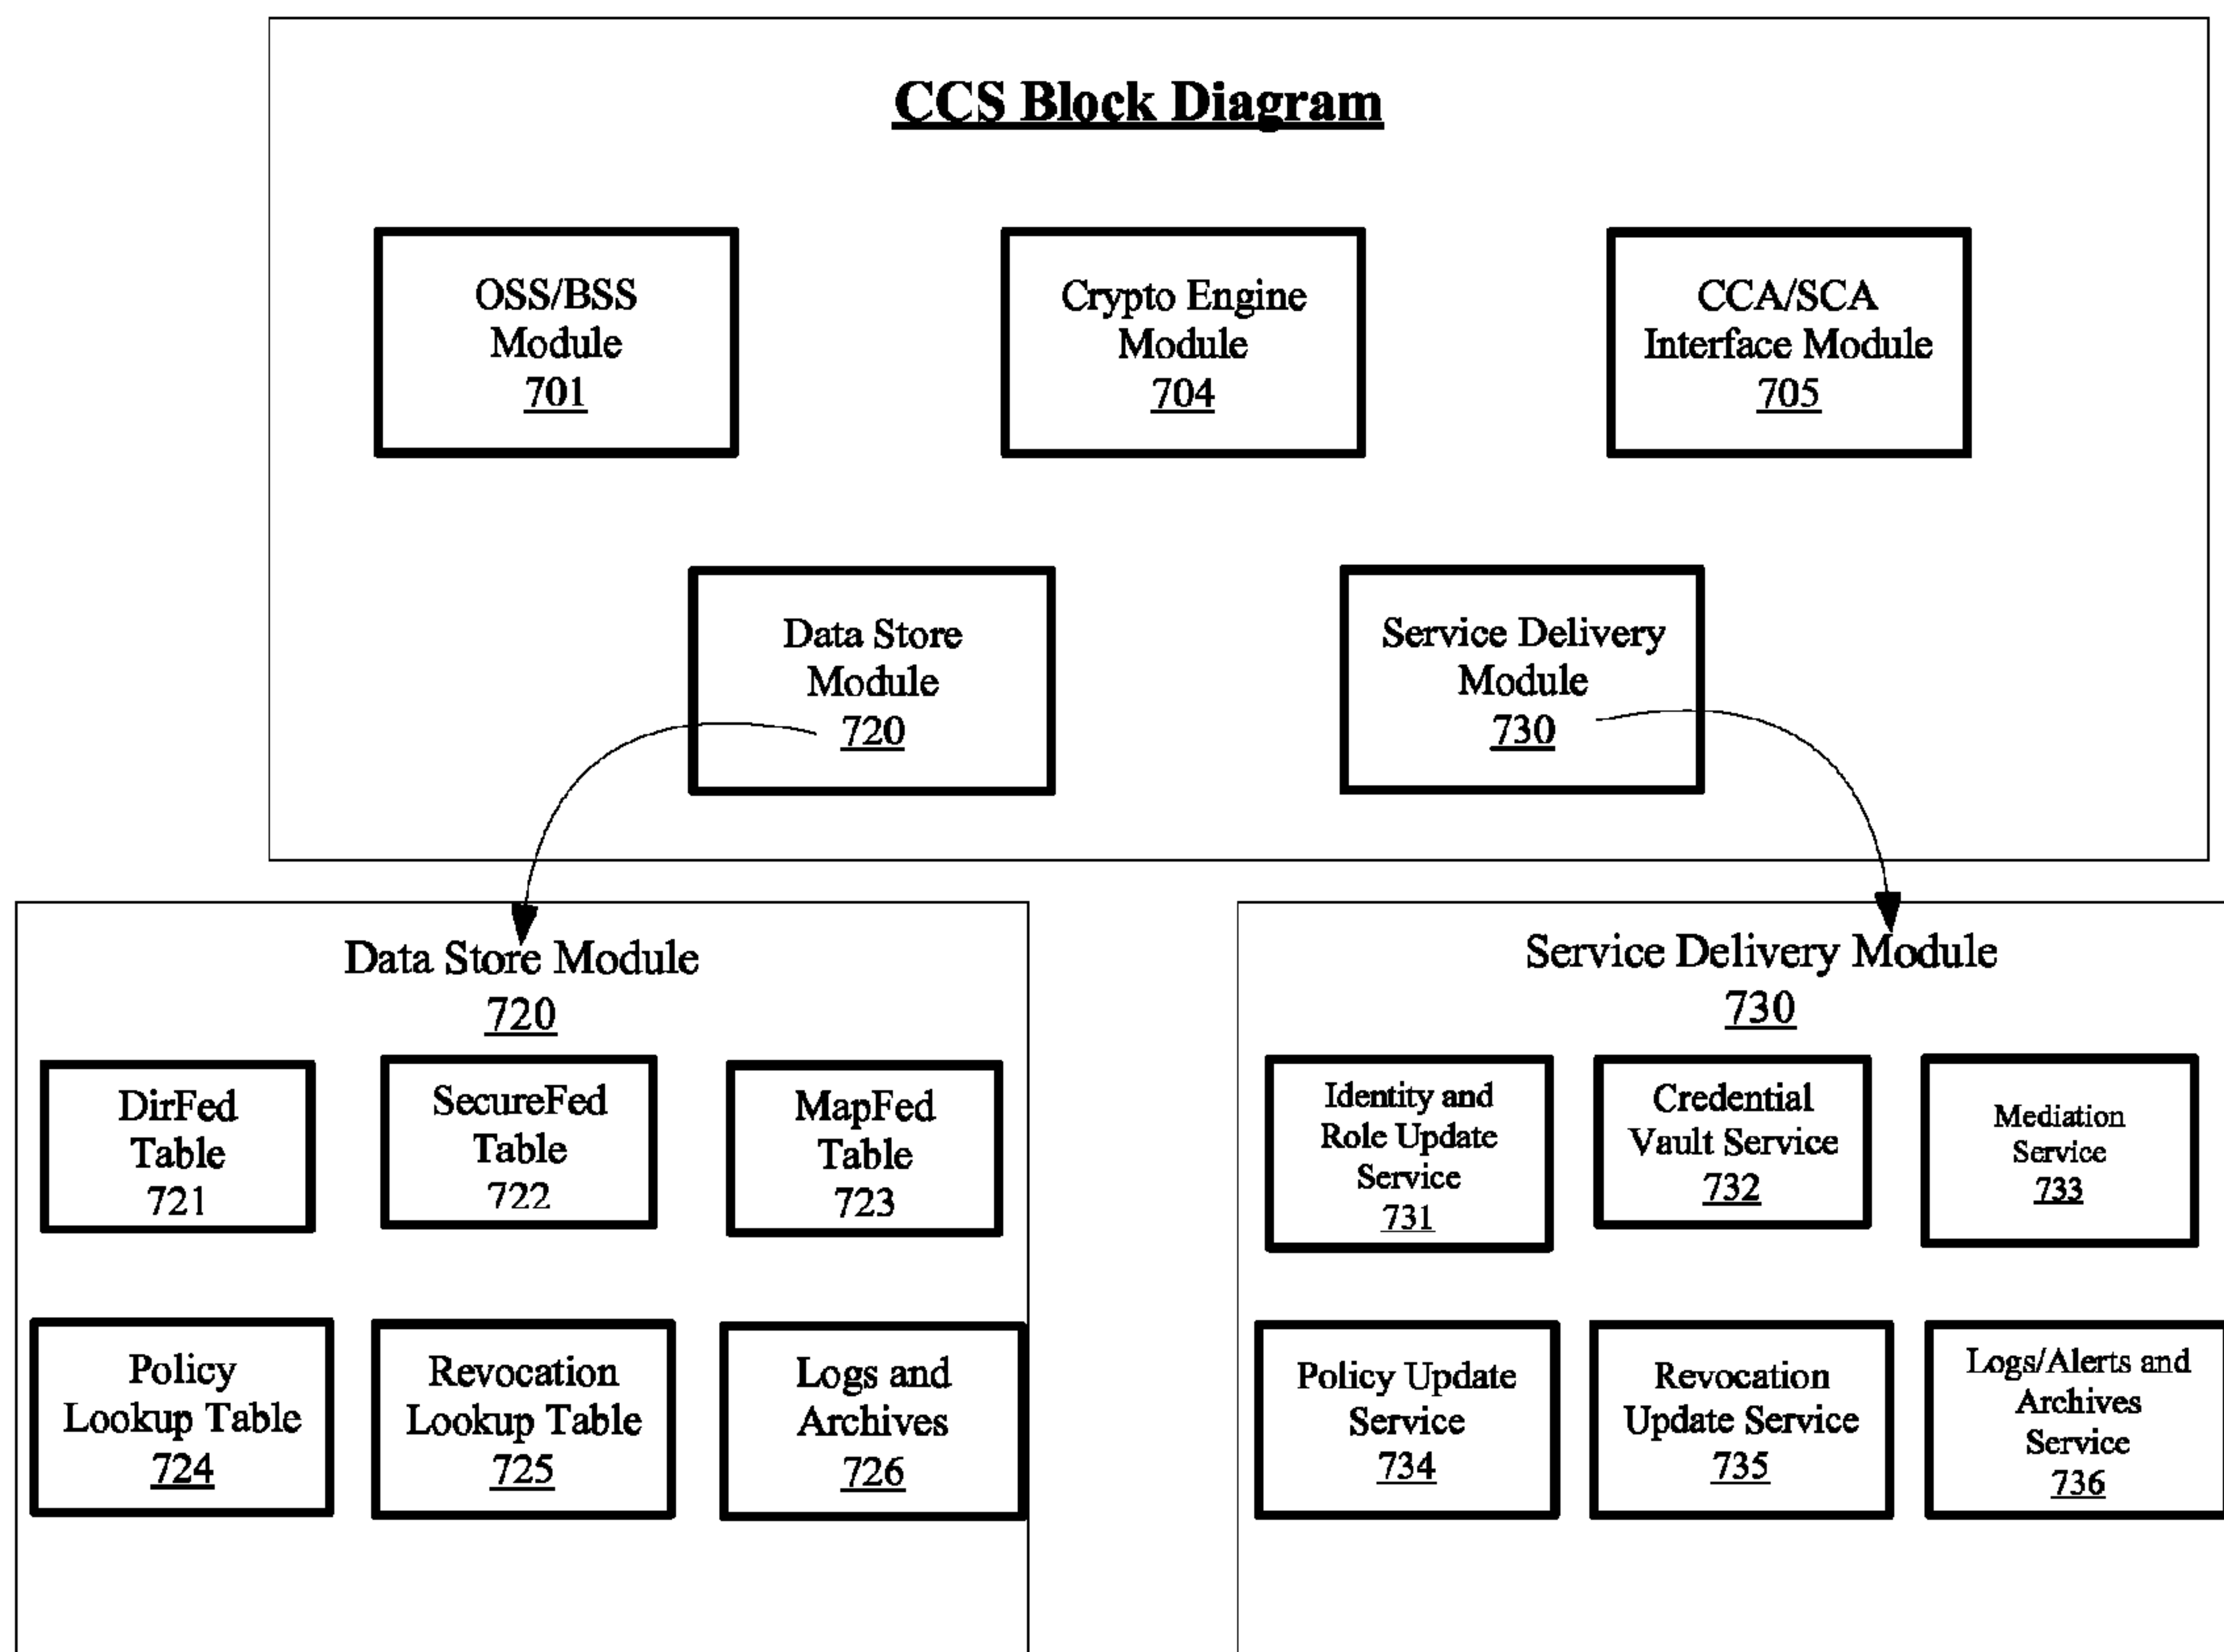 CCS Block Diagram
OSS/BSS
Module
701
Crypto Engine
Module
704
CCA/SCA
Interface Module
705
Data Store
Module
720
Service Delivery
Module
730
Data Store Module
720
DirFed
Table
721
SecureFed
Table
722
MapFed
Table
723
Policy
Lookup Table
724
Revocation
Lookup Table
725
Logs and
Archives
726
Service Delivery Module
730
Identity and
Role Update
Service
731
Credential
Vault Service
732
Mediation
Service
733
Policy Update
Service
734
Revocation
Update Service
735
Logs/Alerts and
Archives
Service
736